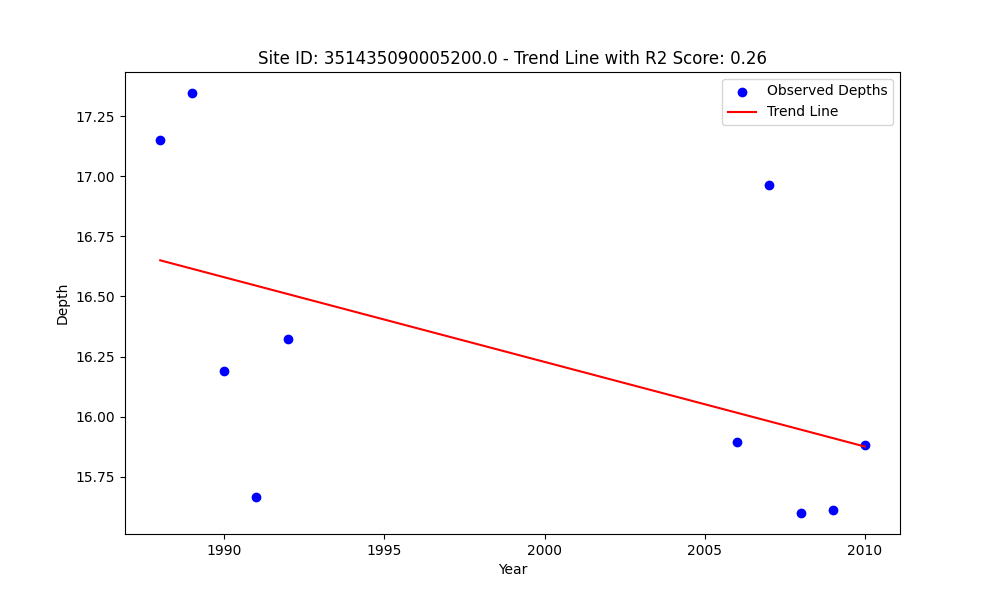 Site ID: 351435090005200.0 - Trend Line with R2 Score: 0.26
Observed Depths
Trend Line
17.25
17.00
16.75
16.50
16.25
16.00
15.75
Depth
1990
1995
2000
2005
2010
Year